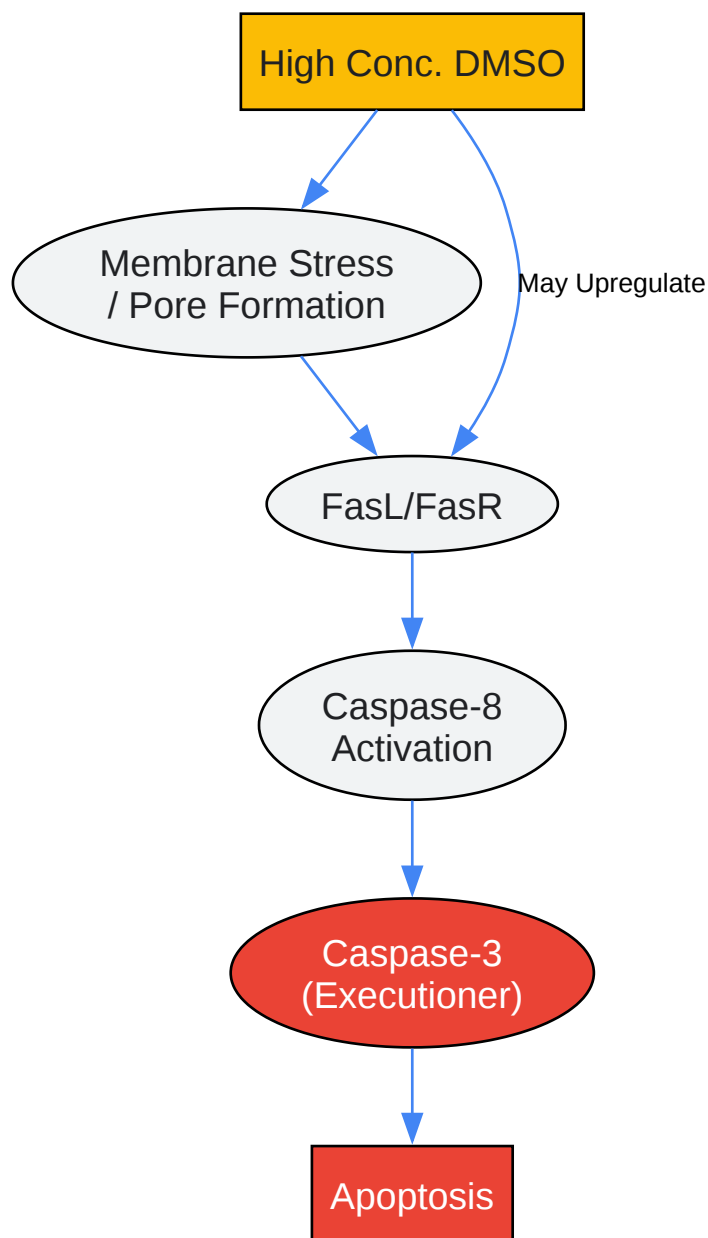 High Conc. DMSO
Membrane Stress
/ Pore Formation
May Upregulate
FasL/FasR
Caspase-8
Activation
Caspase-3
(Executioner)
Apoptosis